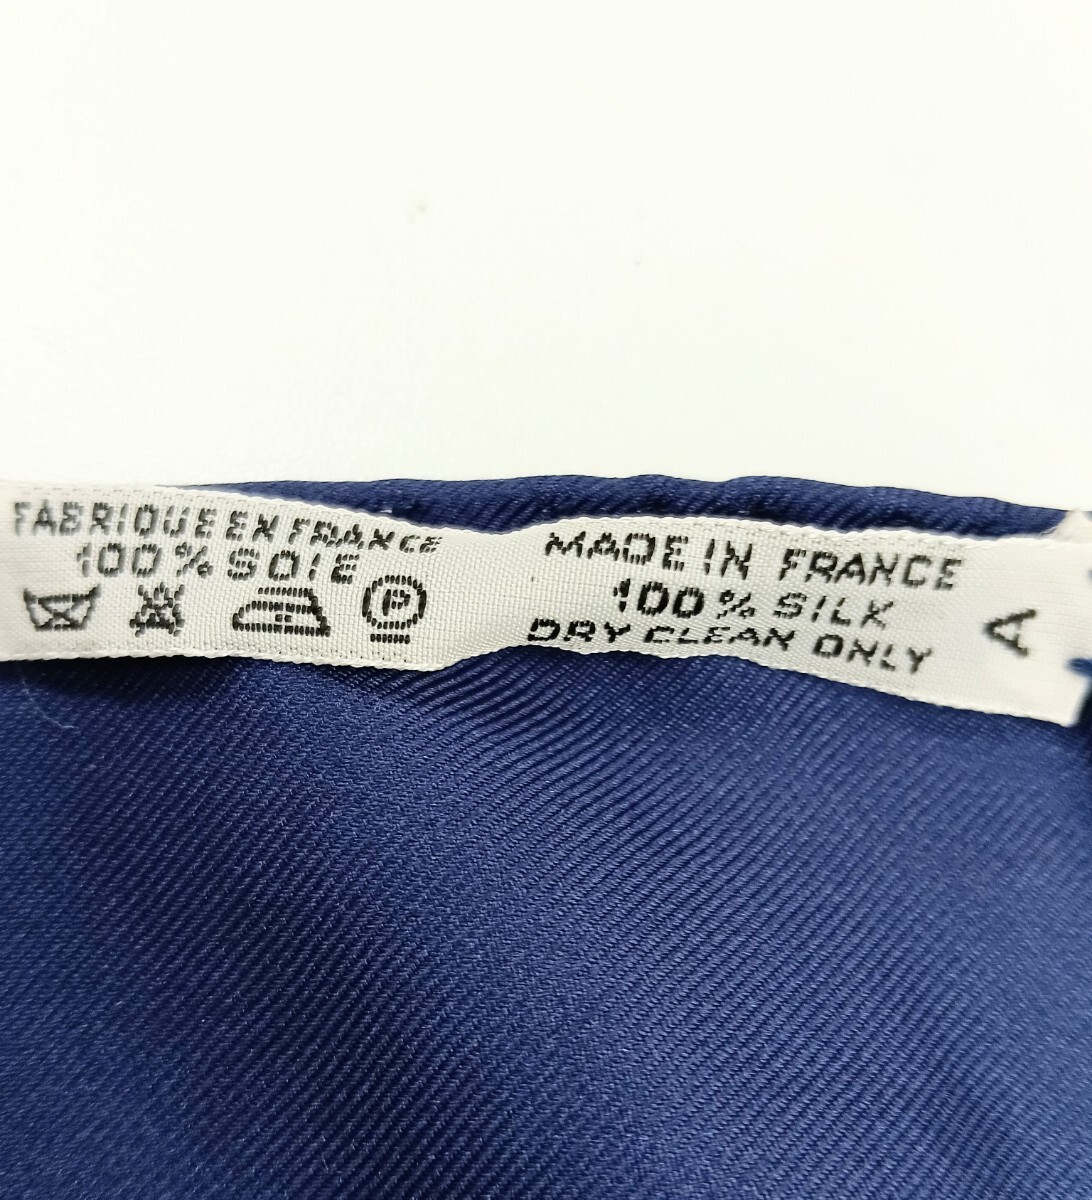 FABRIQUE EN FRANCE
100% SOIE
P
MADE IN FRANCE
100% SILK
DRY CLEAN ONLY
A